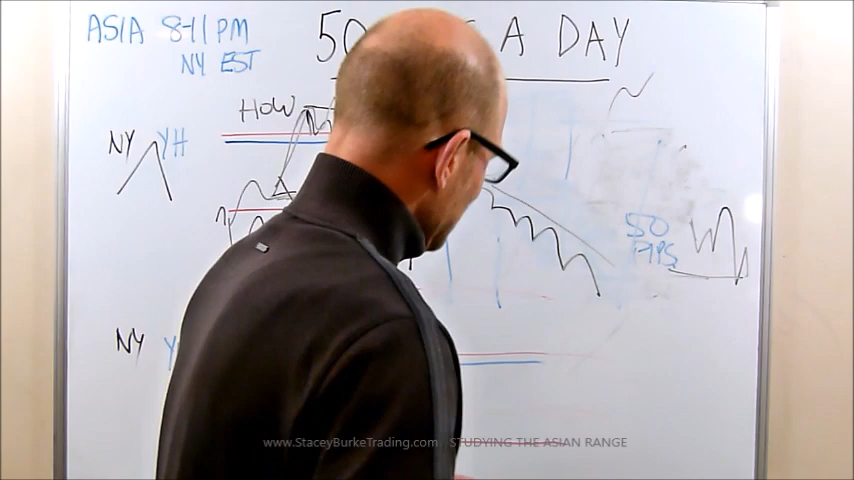 ASIA 8-11 PM
NY EST
50 A DAY
HOW
NY YH
50
PIPS
NY Y
www.StaceyBurkeTrading.com STUDYING THE ASIAN RANGE